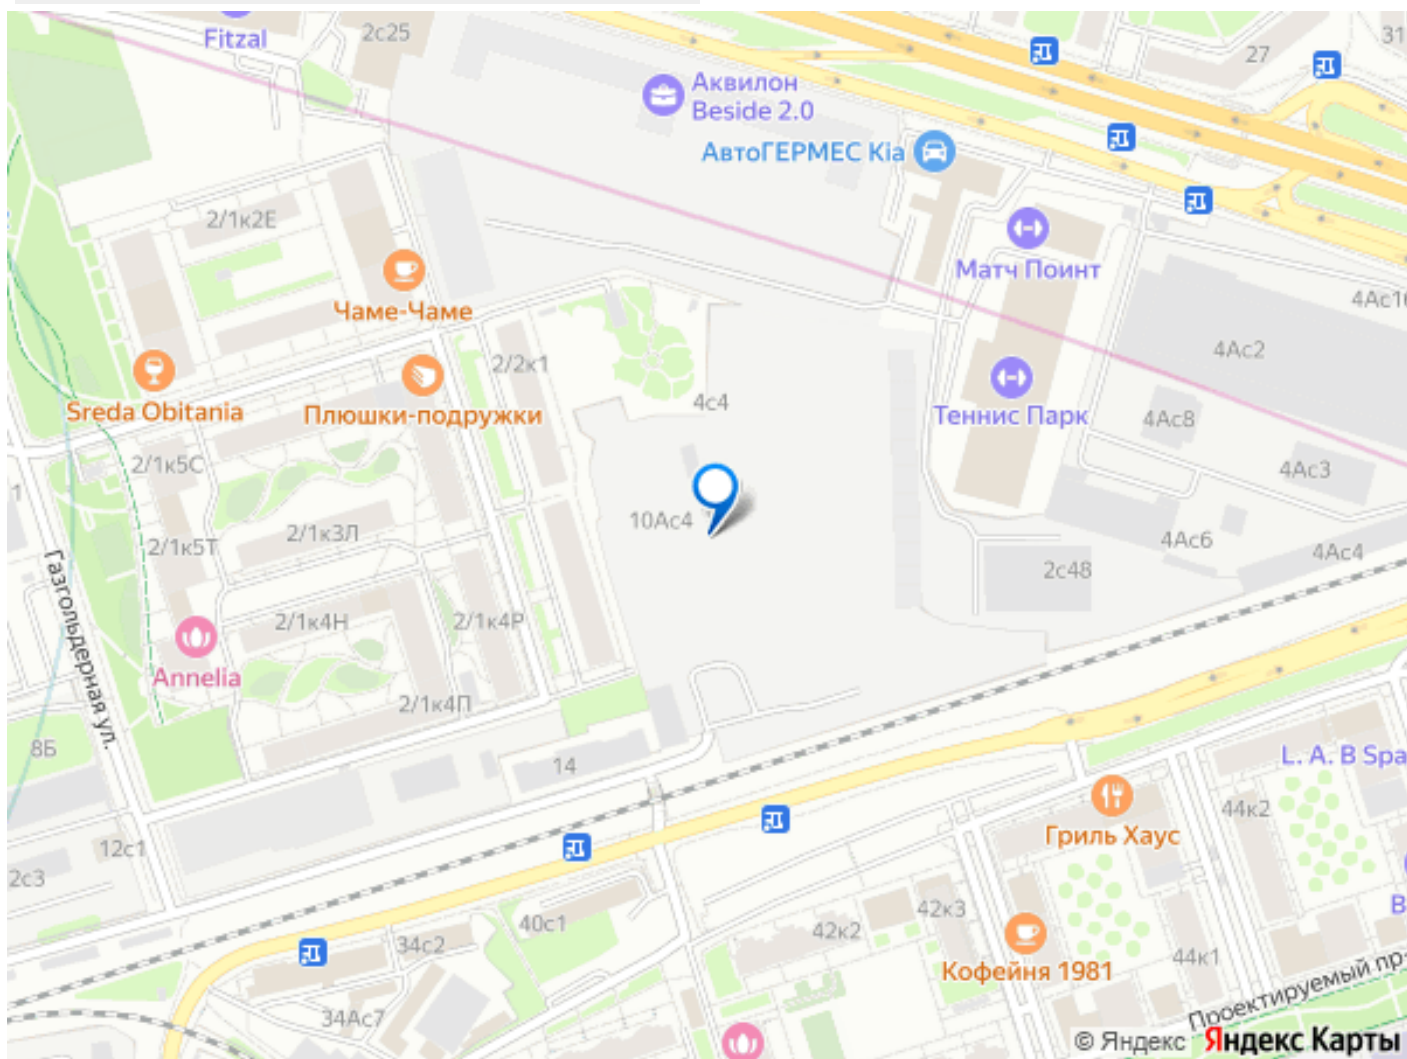 Fitzal
2с25
Аквилон
Beside 2.0
27
31
АвтоГЕРМЕС Kia
2/1к2Е
Матч Поинт
Чаме-Чаме
4Ас2
2/2к1
4с4
Sreda Obitania
Плюшки-подружки
Теннис Парк
4Ас8
2/1к5С
4Ас3
1
10Ас4
2/1к3Л
2/1к5Т
4Ас6
4Ас4
2с48
Газгольдерная ул.
2/1к4Н
2/1к4Р
Annelia
2/1к4П
8Б
14
L. A. B Spa
44к2
Гриль Хаус
12с1
2с3
40с1
42к3
42к2
34с2
44к1
Кофейня 1981
34Ас7
Проектируемый пр-
© Яндекс Яндекс Карты